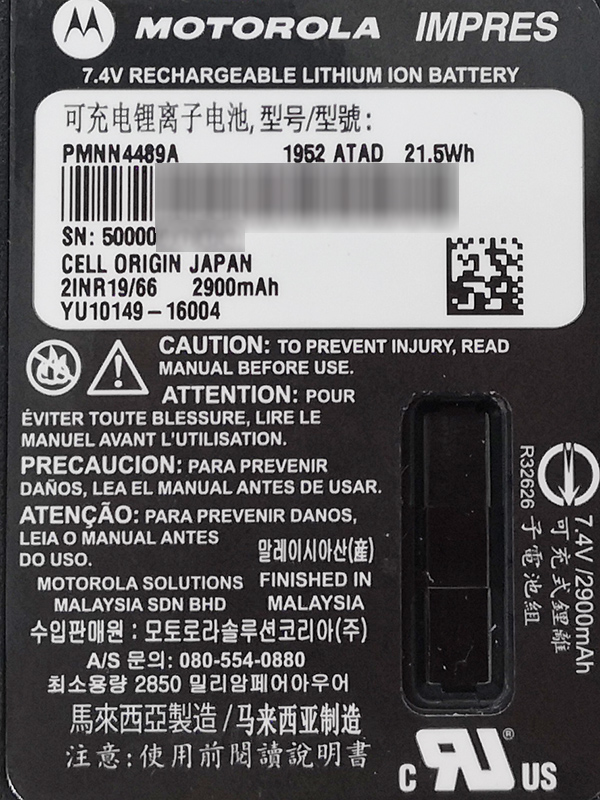 MOTOROLA IMPRES
7.4V RECHARGEABLE LITHIUM ION BATTERY
可充电锂离子电池, 型号/型號:
PMNN4489A 1952 ATAD 21.5Wh
SN: 50000
CELL ORIGIN JAPAN
2INR19/66 2900mAh
YU10149-16004
CAUTION: TO PREVENT INJURY, READ
MANUAL BEFORE USE.
ATTENTION: POUR
ÉVITER TOUTE BLESSURE, LIRE LE
MANUEL AVANT L'UTILISATION.
PRECAUCION: PARA PREVENIR
DAÑOS, LEA EL MANUAL ANTES DE USAR.
ATENÇÃO: PARA PREVENIR DANOS,
LEIA O MANUAL ANTES
DO USO.
말레이시아산(産)
MOTOROLA SOLUTIONS
MALAYSIA SDN BHD
FINISHED IN
MALAYSIA
수입판매원 : 모토로라솔루션코리아(주)
A/S 문의: 080-554-0880
최소용량 2850 밀리암페어아우어
馬來西亞製造 / 马来西亚制造
注意:使用前閱讀說明書
R32626
7.4V/2900mAh
可充式鋰離
子電池組
c RU ® US